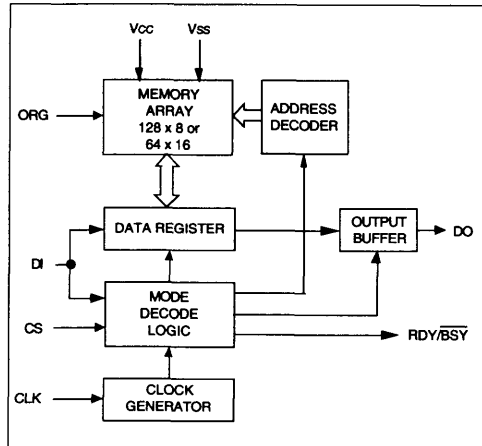 Vcc Vss
ORG
MEMORY
ARRAY
128 x 8 or
64 x 16
ADDRESS
DECODER
DATA REGISTER
OUTPUT
BUFFER
DO
DI
MODE
DECODE
LOGIC
CS
RDY/BSY
CLK
CLOCK
GENERATOR